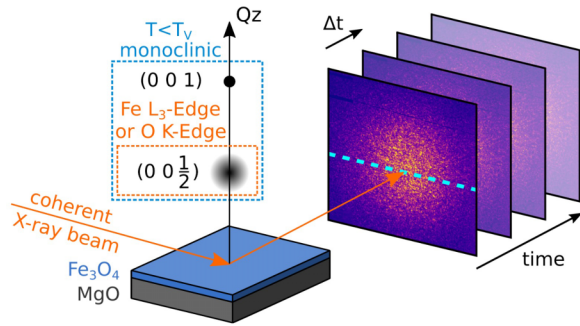 Qz
T<Tᵥ
monoclinic
(0 0 1)
Fe L₃-Edge
or O K-Edge
(0 0 ½)
coherent
X-ray beam
Fe₃O₄
MgO
Δt
time